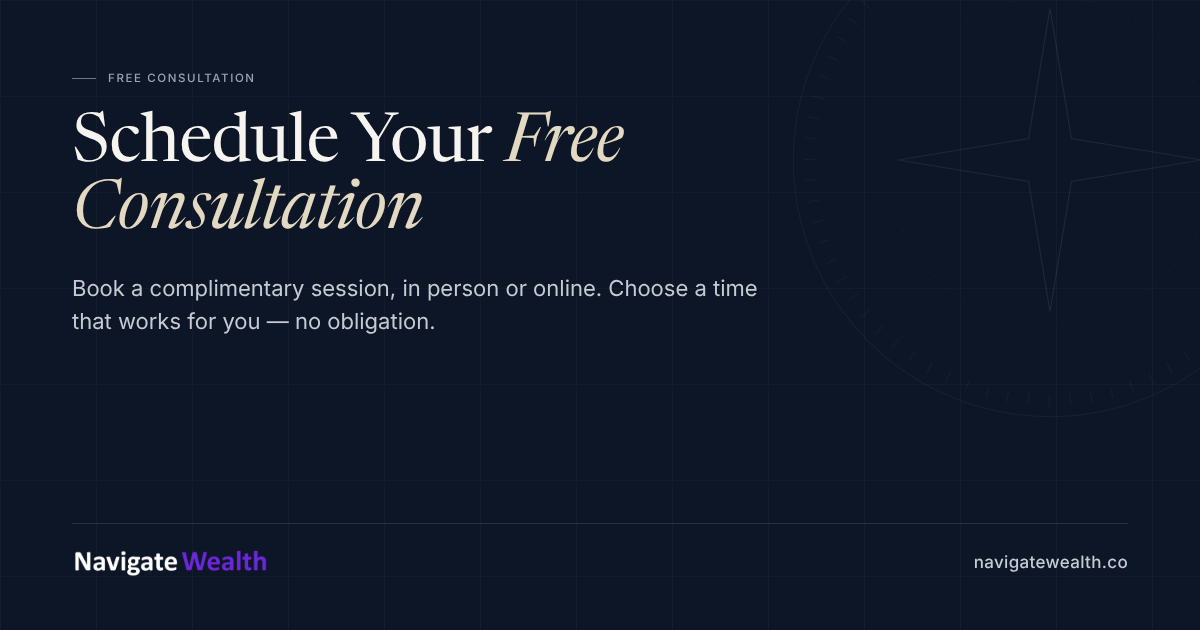 FREE CONSULTATION
Schedule Your Free
Consultation
Book a complimentary session, in person or online. Choose a time
that works for you — no obligation.
Navigate Wealth
navigatewealth.co